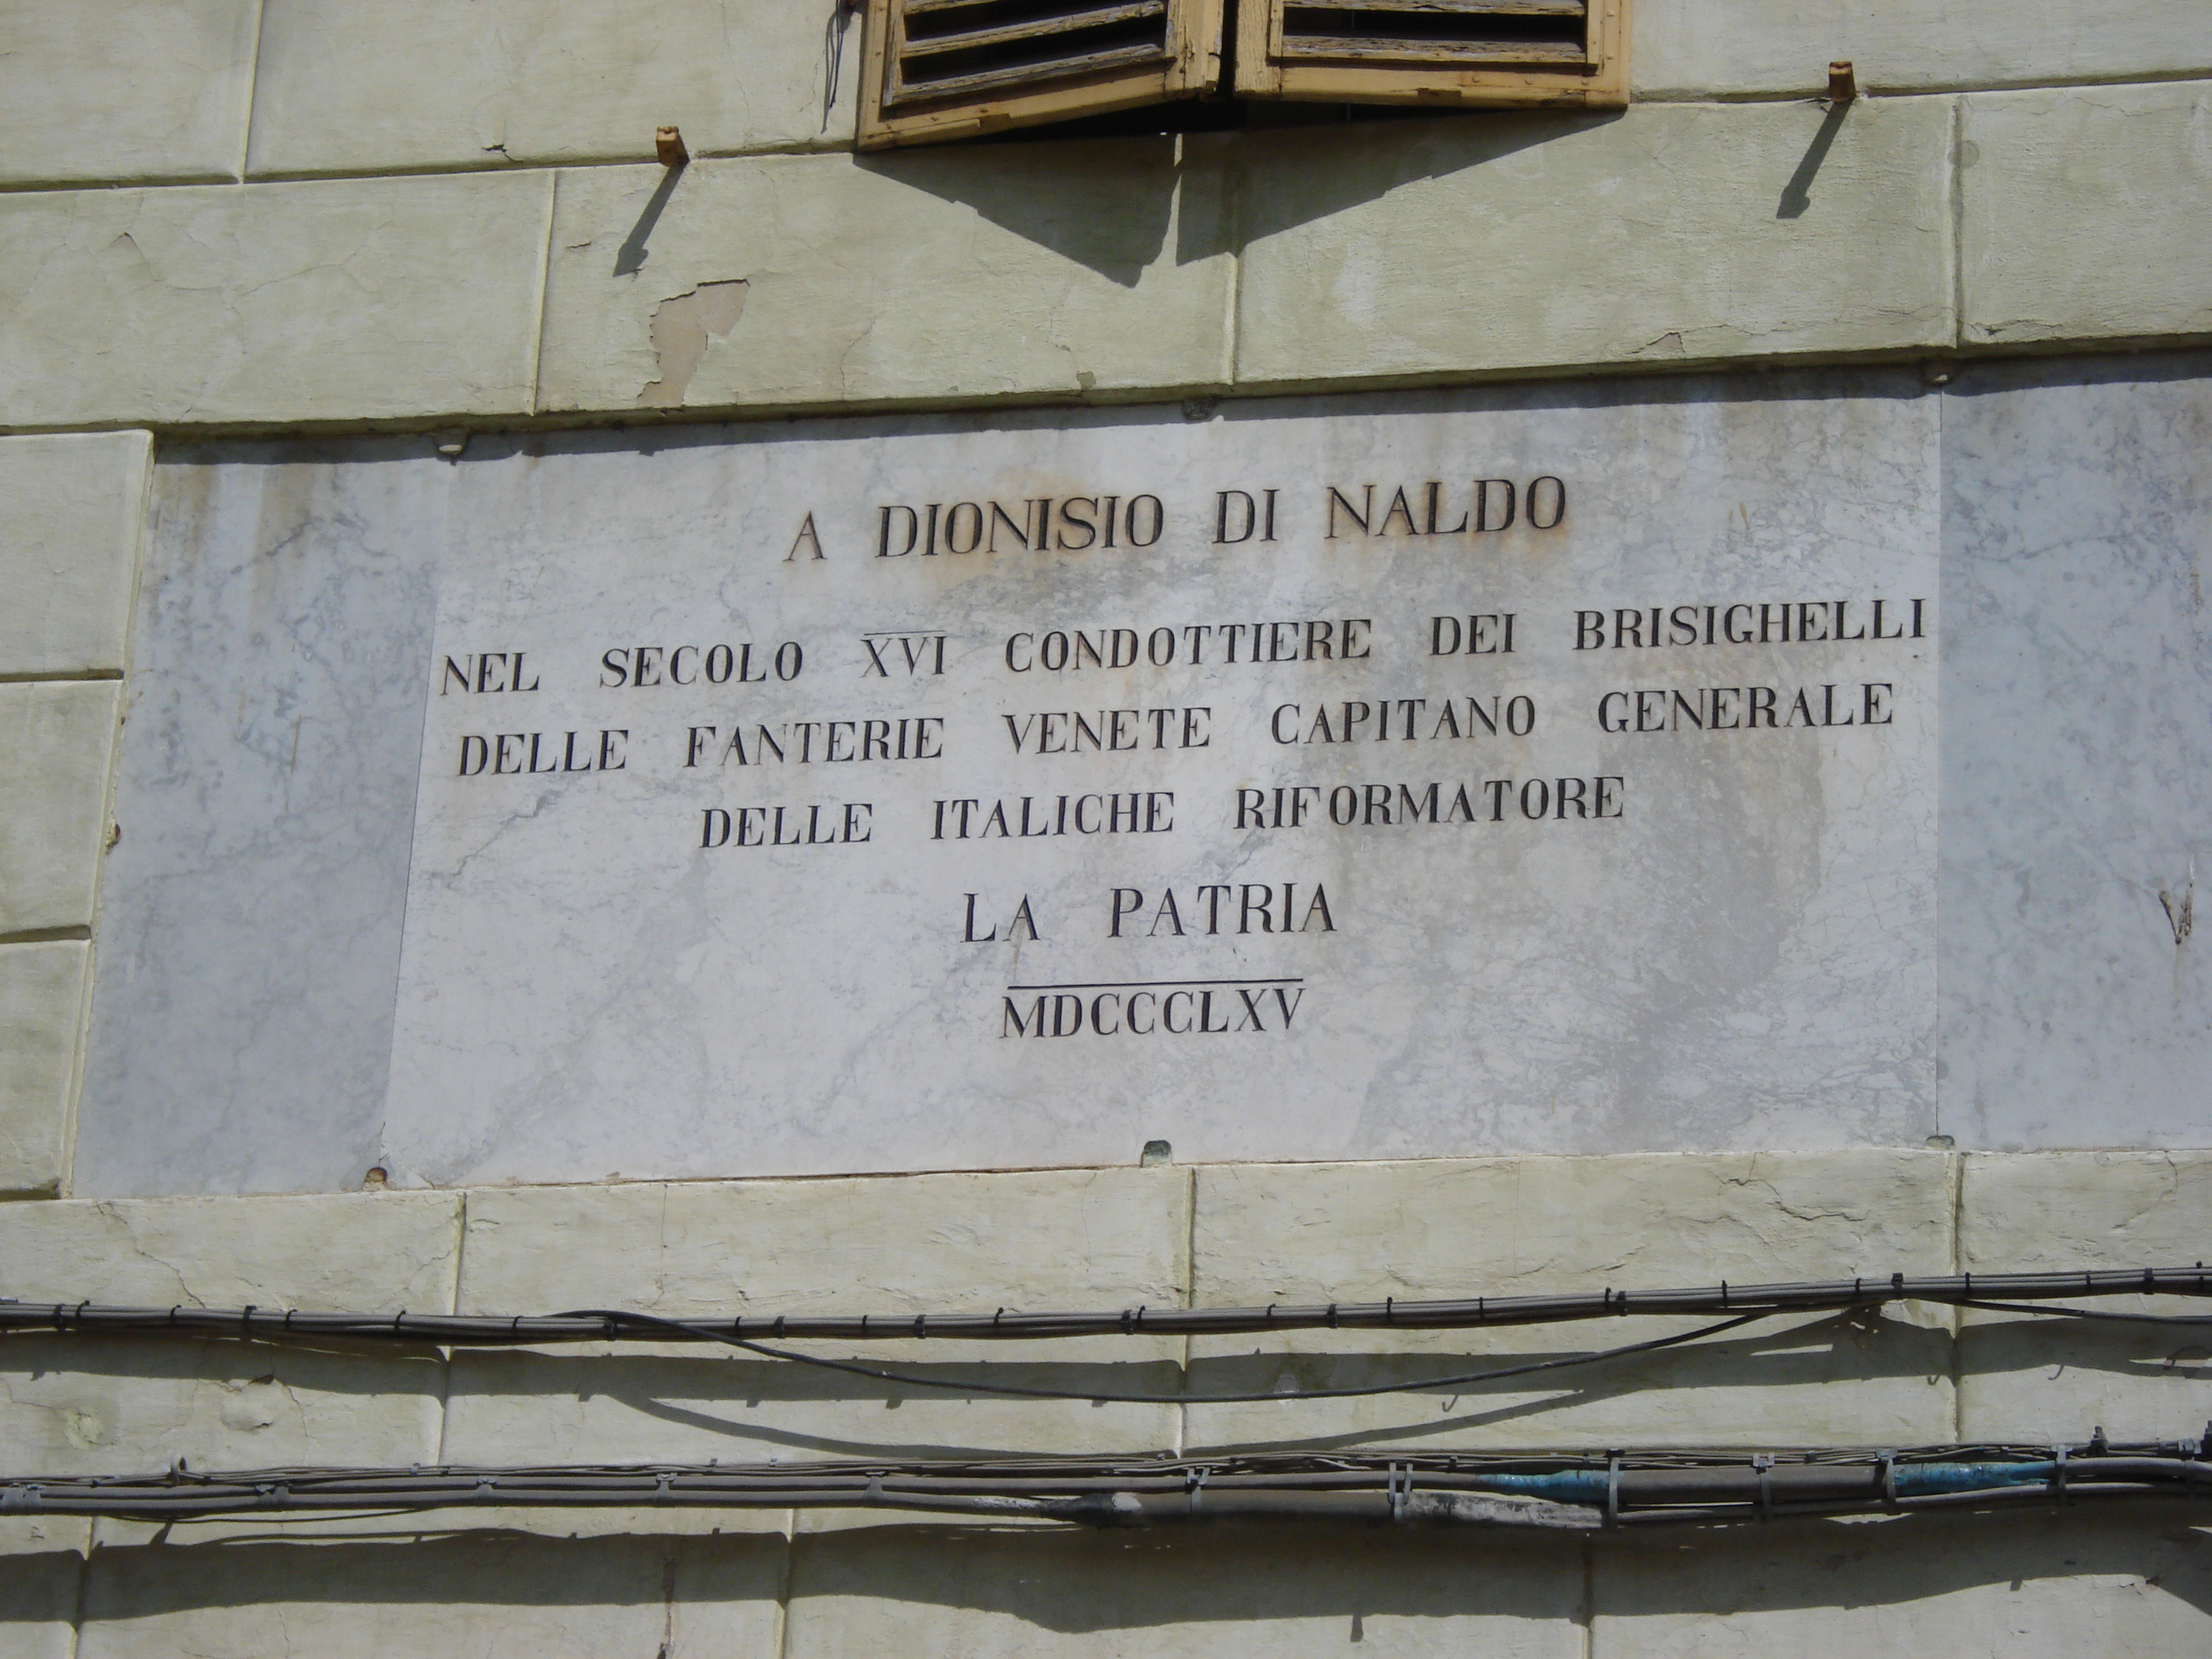 A DIONISIO DI NALDO
NEL SECOLO XVI CONDOTTIERE DEI BRISIGHELLI
DELLE FANTERIE VENETE CAPITANO GENERALE
DELLE ITALICHE RIFORMATORE
LA PATRIA
MDCCCLXV